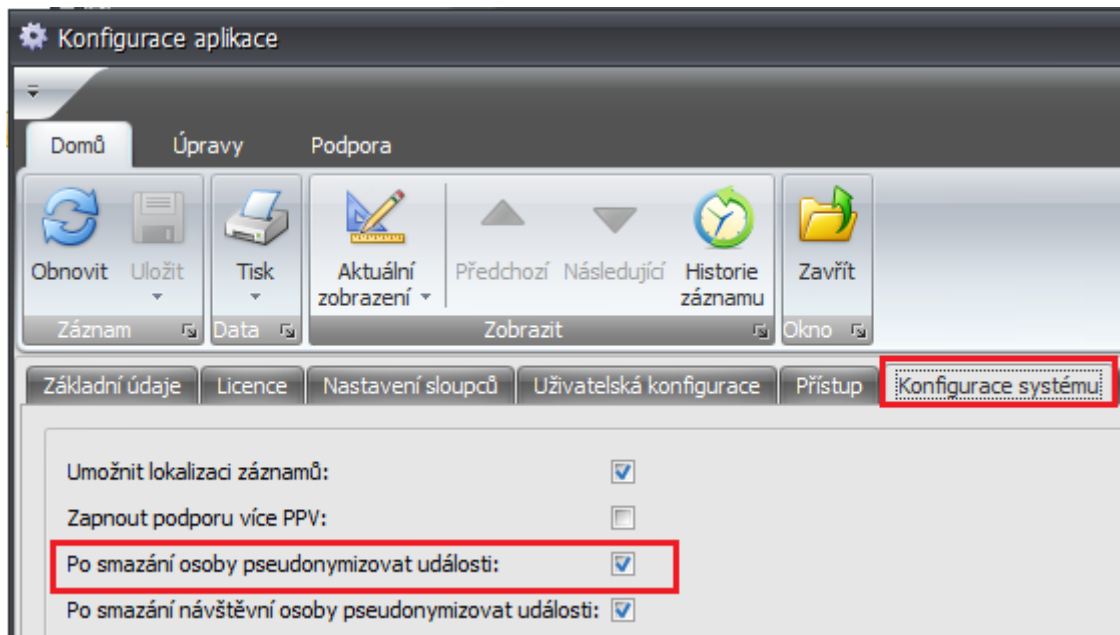 Konfigurace aplikace
Domů Úpravy Podpora
Obnovit Uložit Tisk Aktuální zobrazení Předchozí Následující Historie záznamu Zavřít
Záznam Data Zobrazit Okno
Základní údaje Licence Nastavení sloupců Uživatelská konfigurace Přístup Konfigurace systému
Umožnit lokalizaci záznamů:
Zapnout podporu více PPV:
Po smazání osoby pseudonymizovat události:
Po smazání návštěvní osoby pseudonymizovat události: